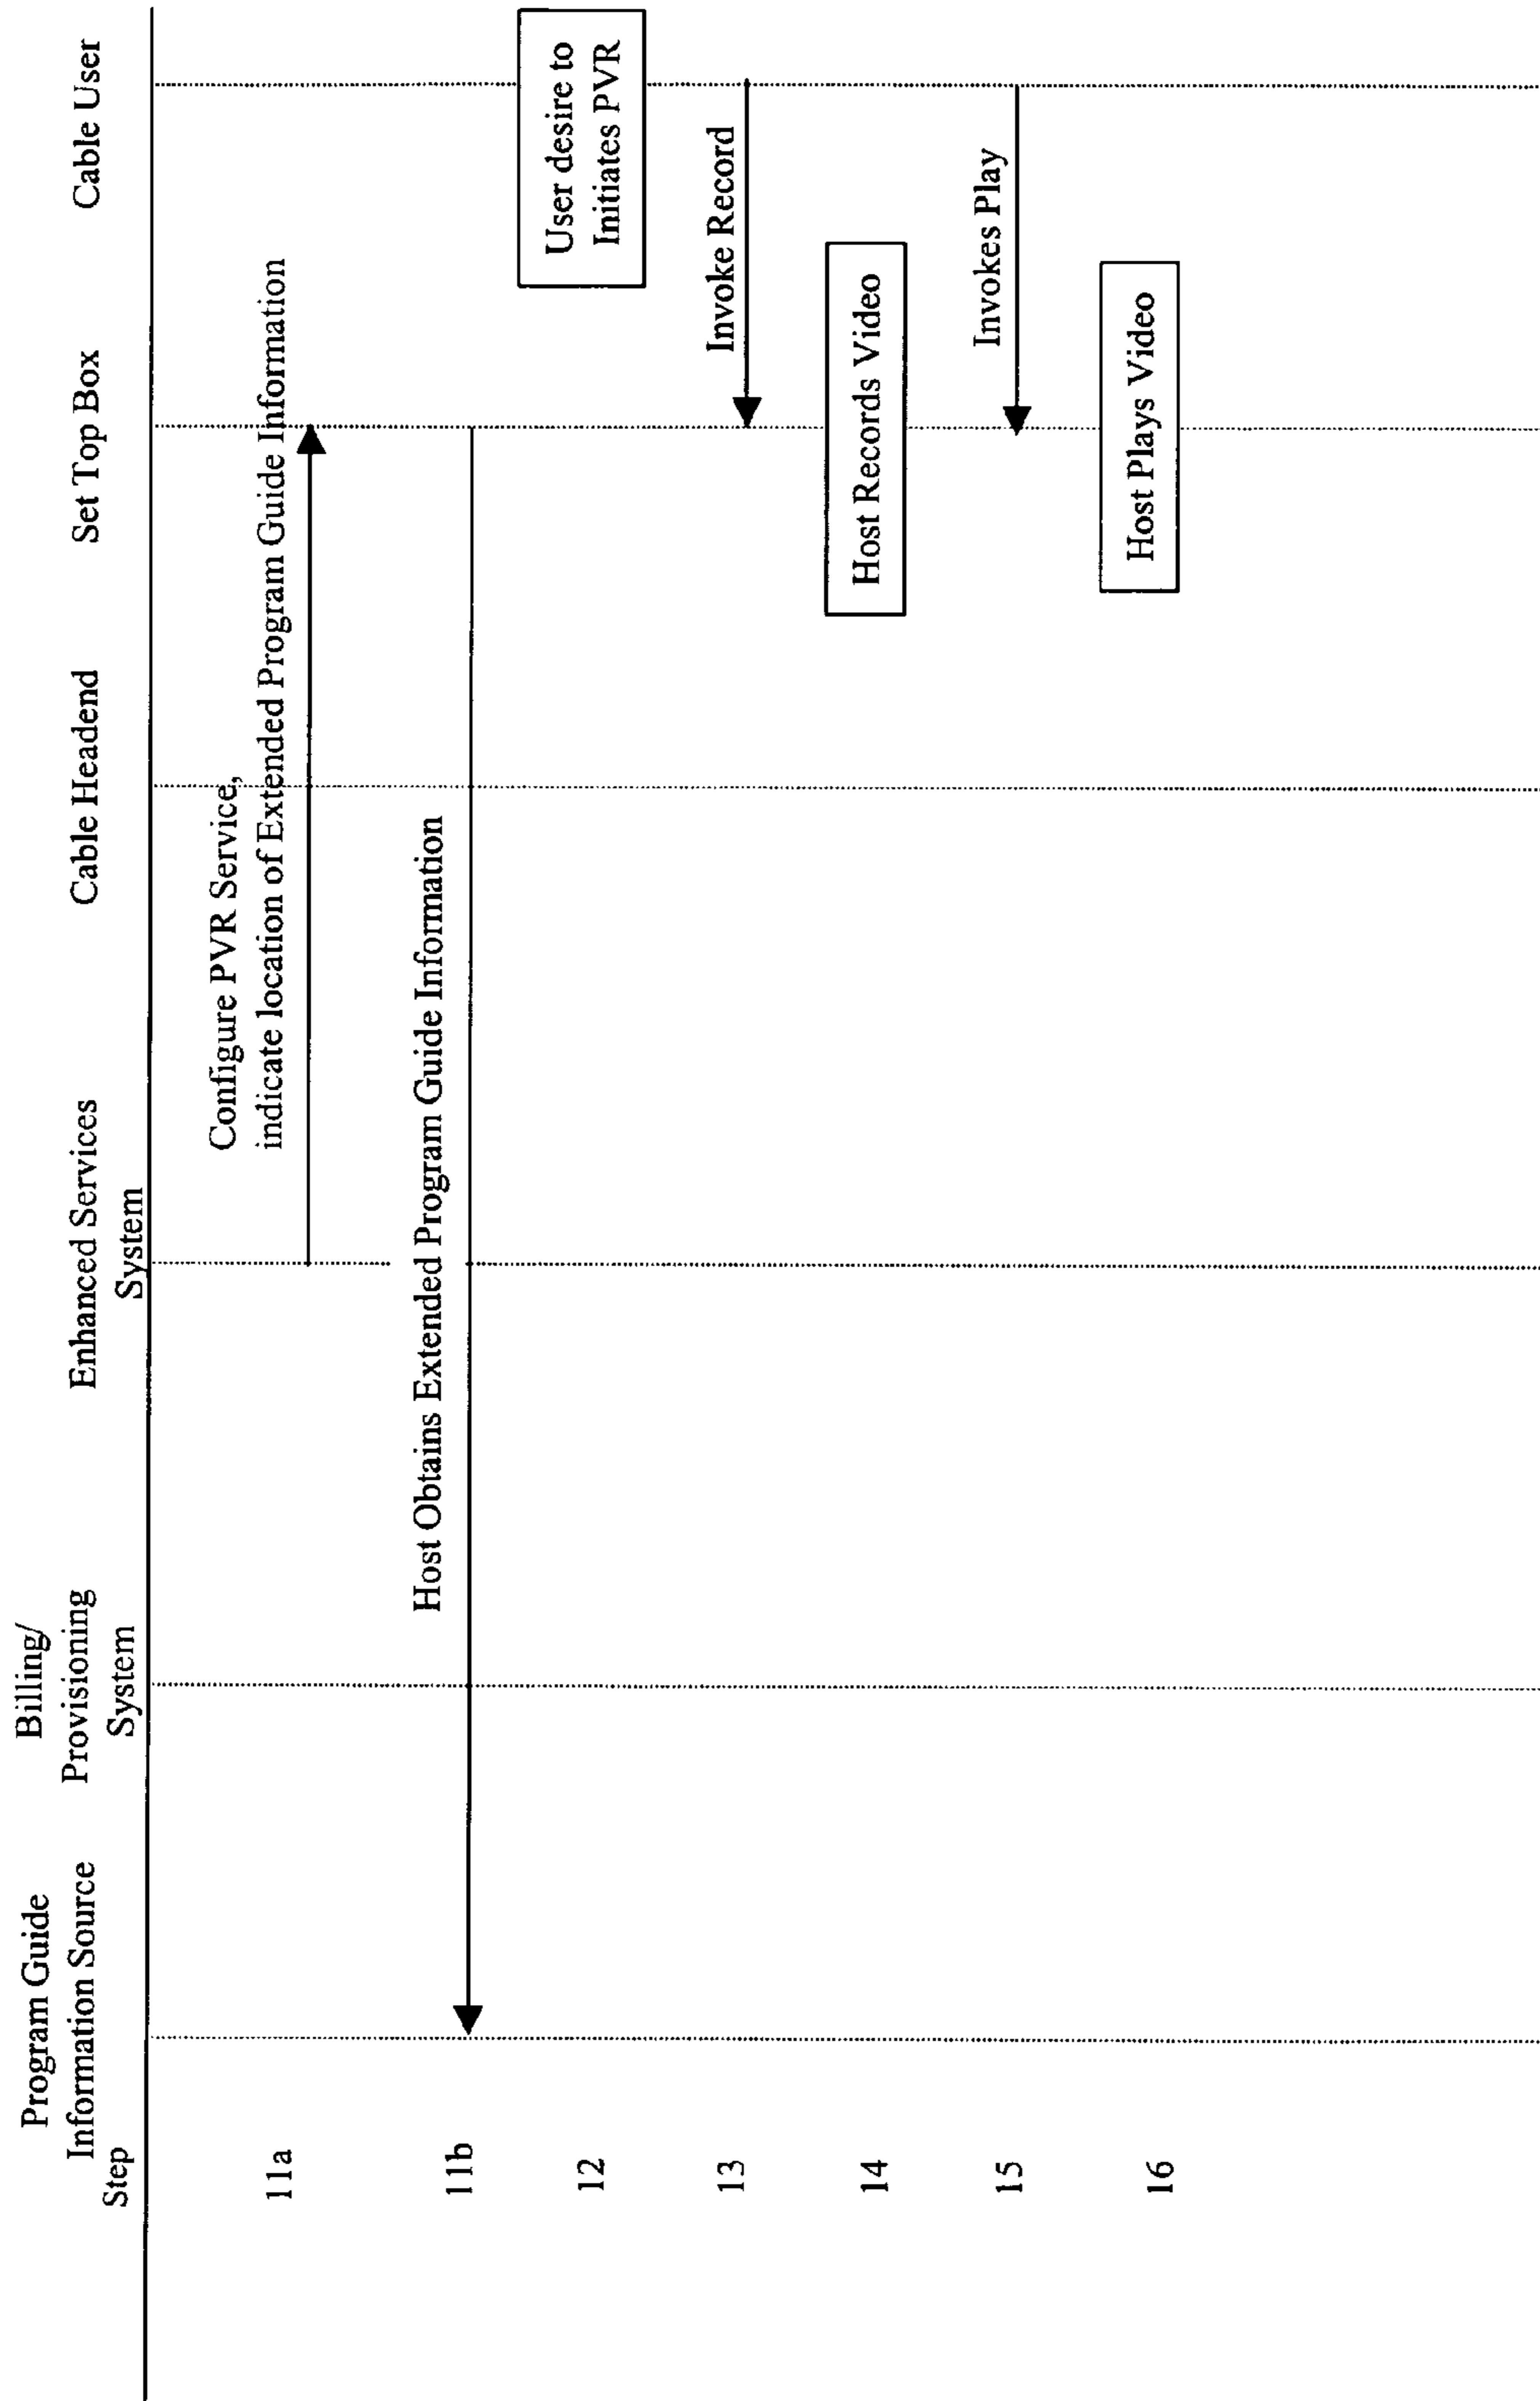 Program Guide
Information Source
Billing/
Provisioning
System
Enhanced Services
System
Cable Headend
Set Top Box
Cable User
Step
11a
Configure PVR Service,
indicate location of Extended Program Guide Information
11b
Host Obtains Extended Program Guide Information
12
User desire to
Initiates PVR
13
Invoke Record
14
Host Records Video
15
Invokes Play
16
Host Plays Video